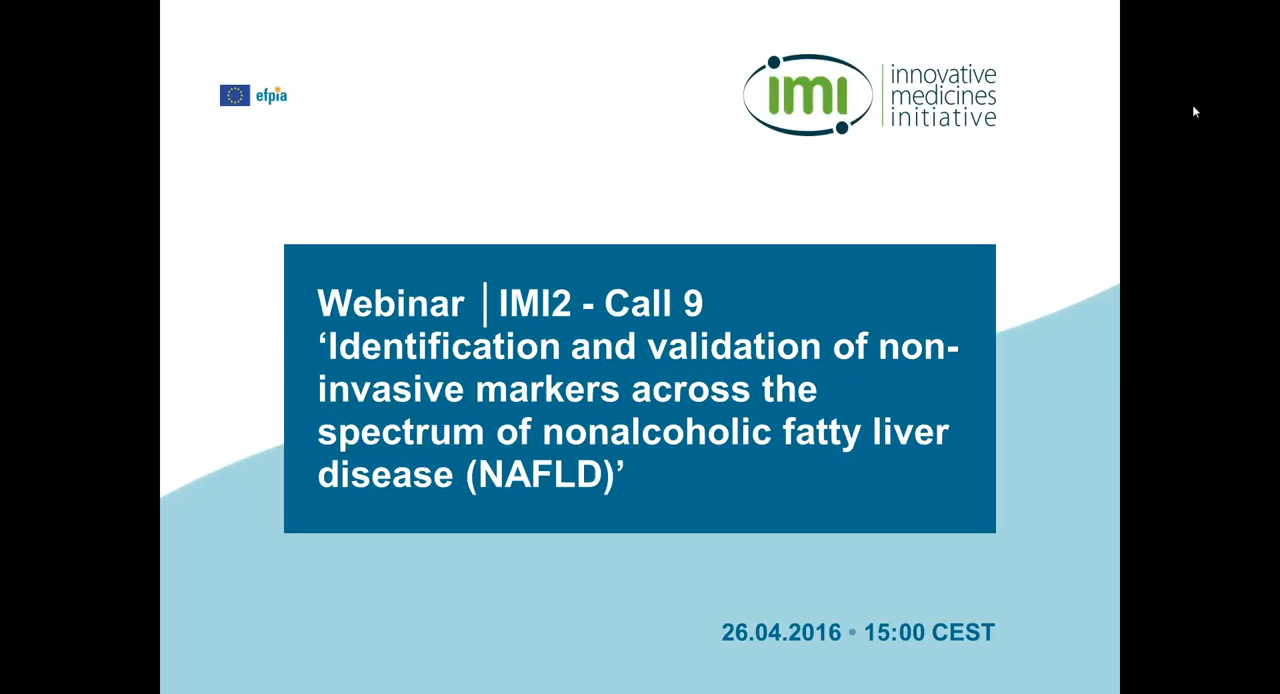 efpia
imi
innovative
medicines
initiative
Webinar │IMI2 - Call 9
‘Identification and validation of non-
invasive markers across the
spectrum of nonalcoholic fatty liver
disease (NAFLD)’
26.04.2016 • 15:00 CEST